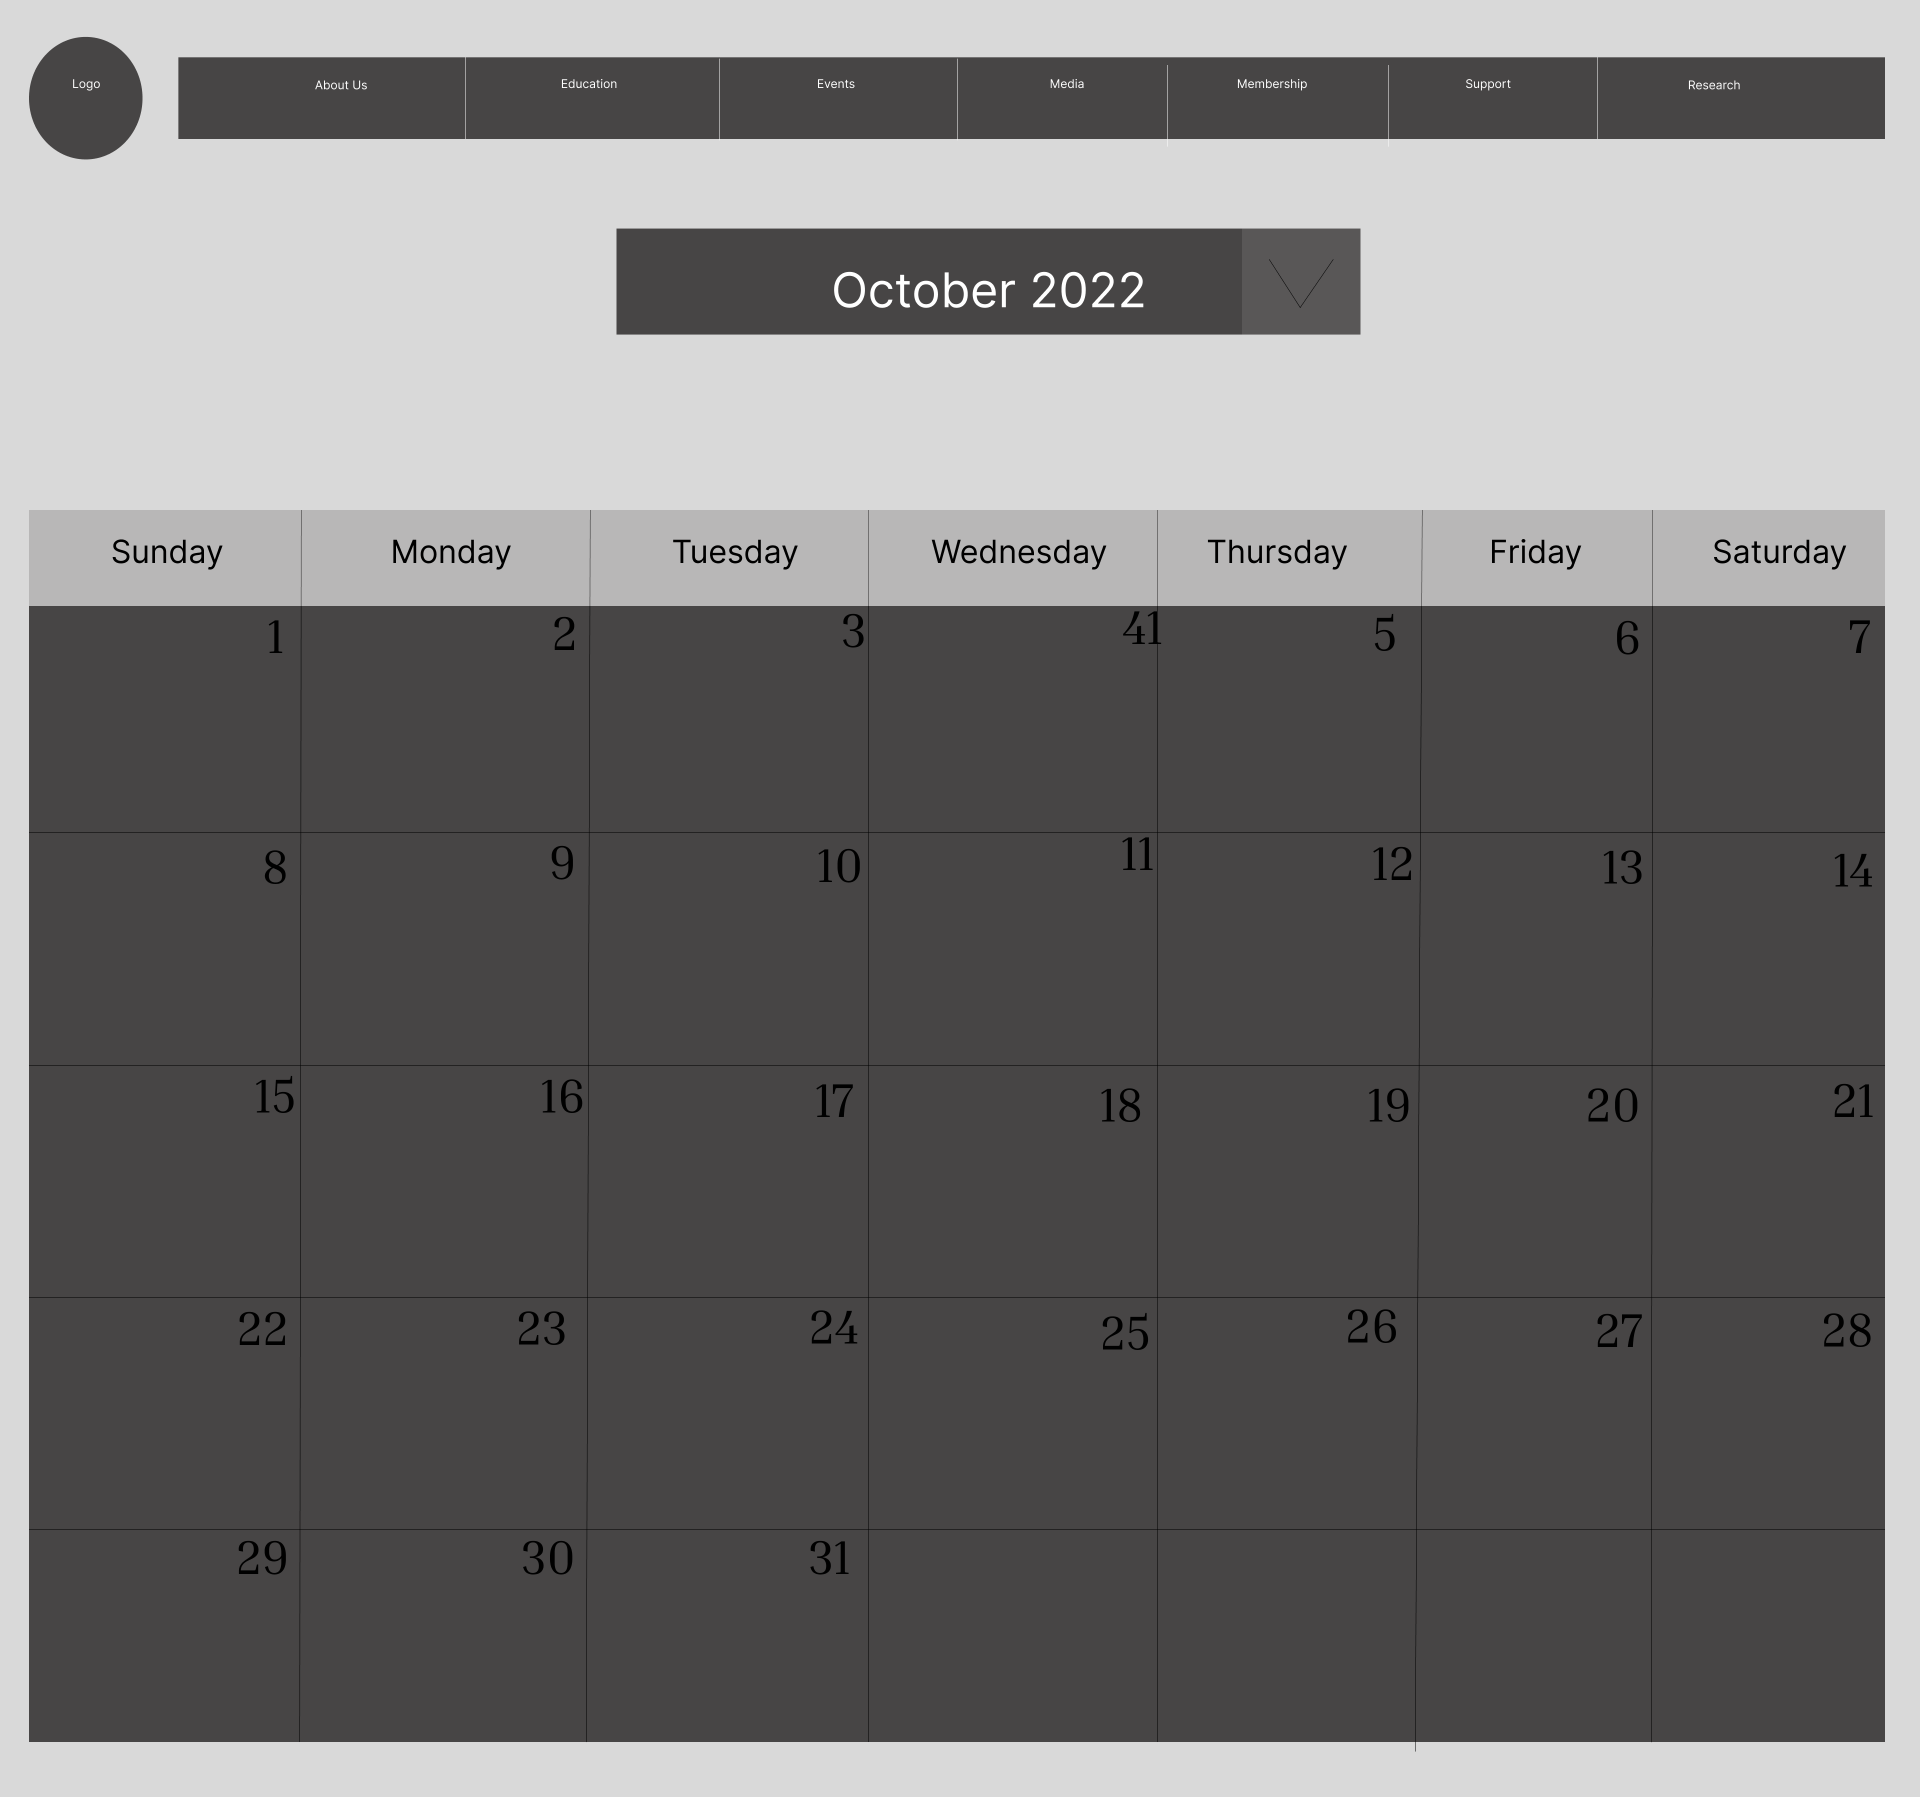 Logo
About Us Education Events Media Membership Support Research
October 2022
Sunday Monday Tuesday Wednesday Thursday Friday Saturday
1 2 3 41 5 6 7
8 9 10 11 12 13 14
15 16 17 18 19 20 21
22 23 24 25 26 27 28
29 30 31